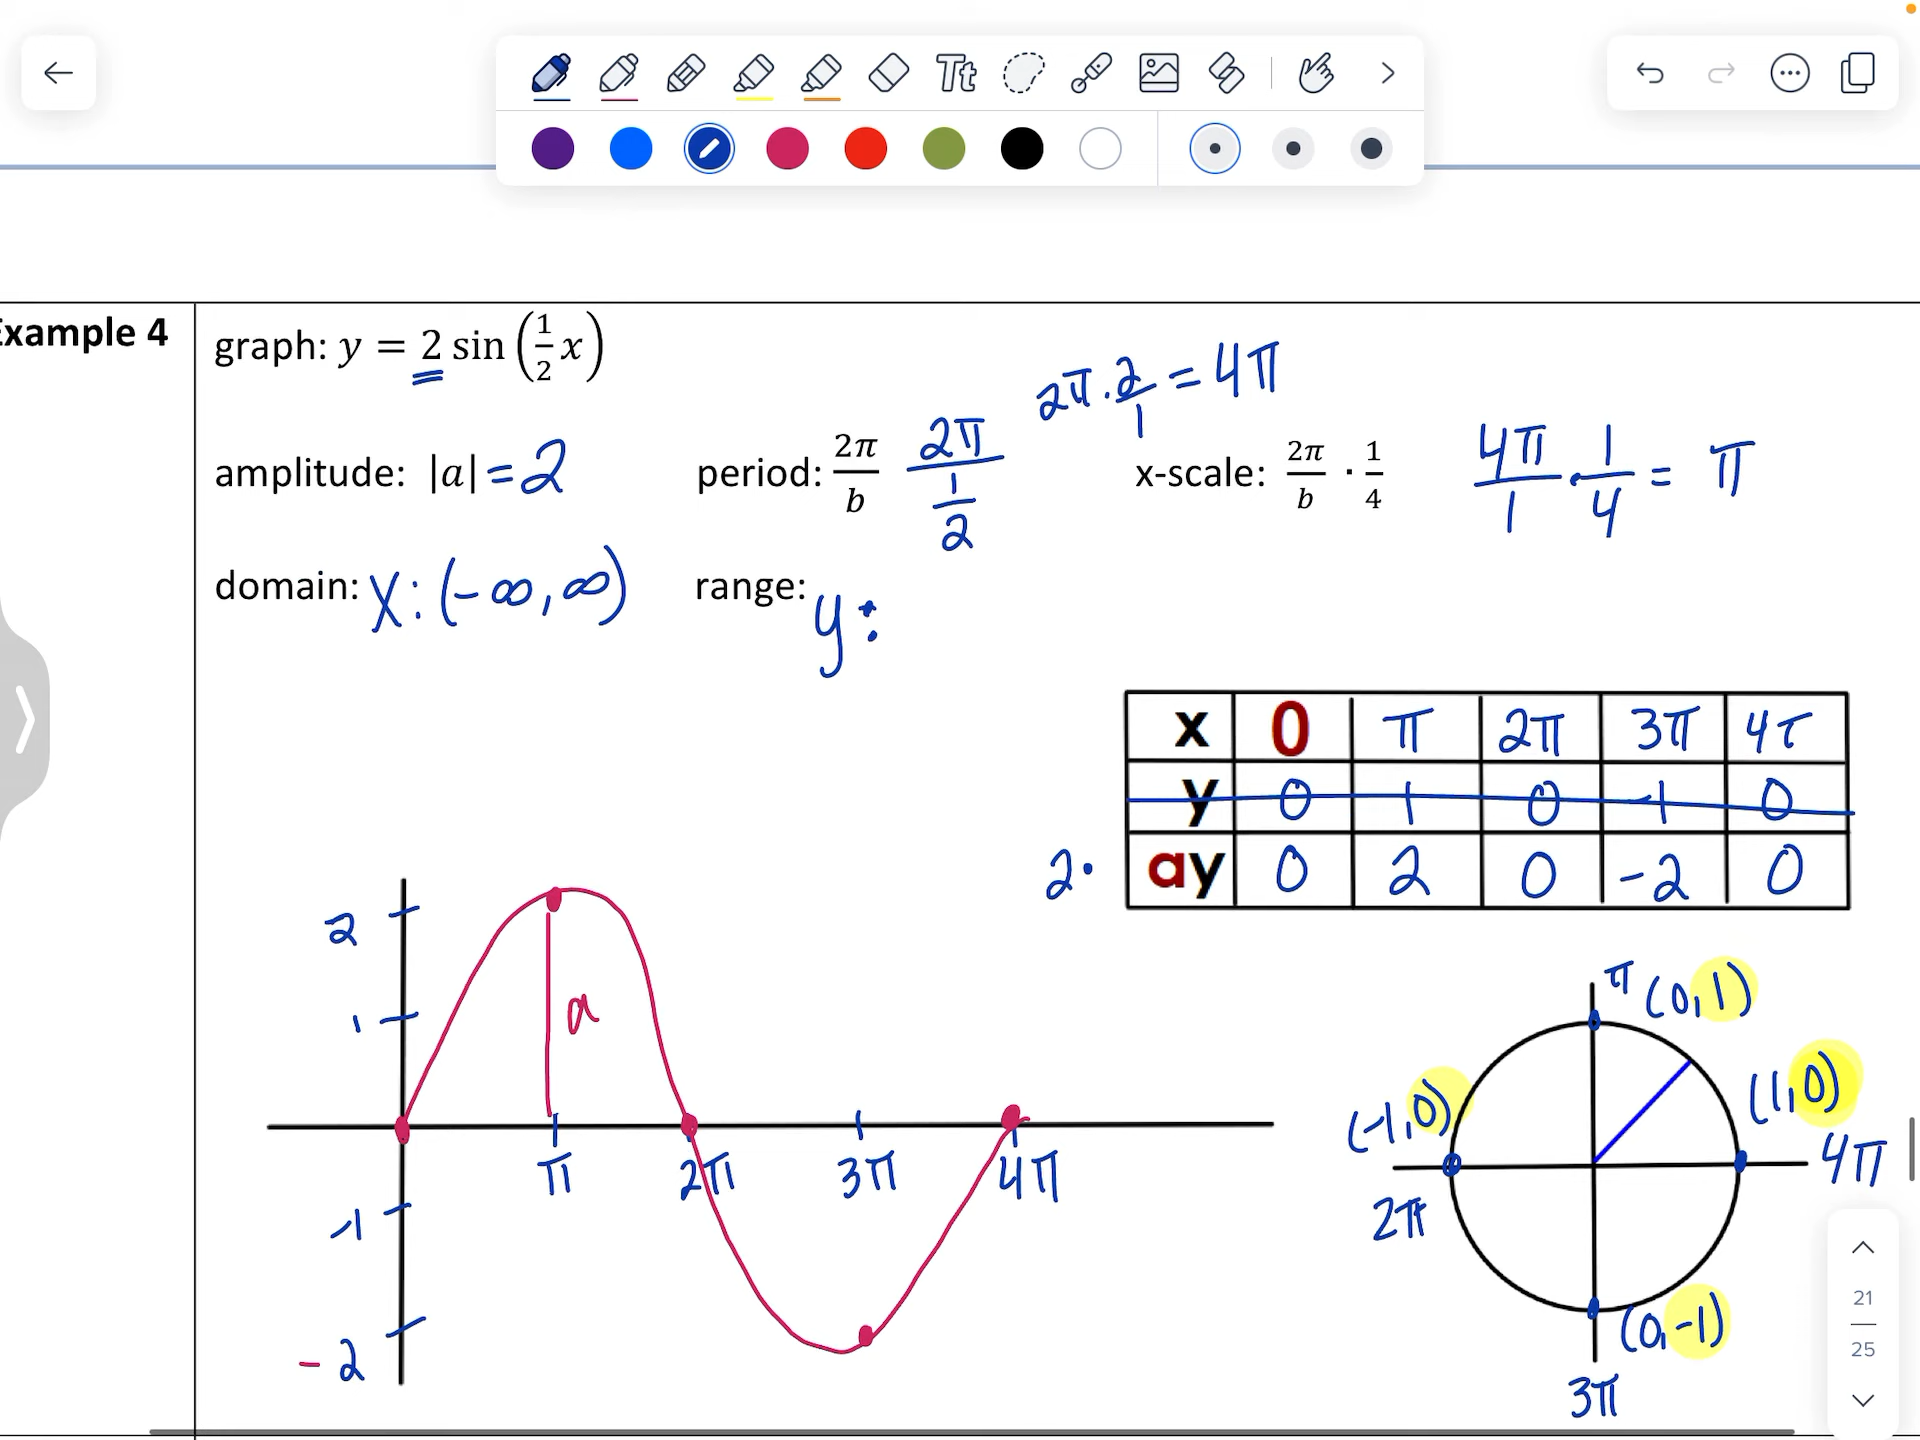 Tt
Example 4
graph: y = 2 sin (1/2 x)
2π · 2/1 = 4π
amplitude: |a| = 2 period: 2π/b 2π/(1/2) x-scale: 2π/b · 1/4 4π/1 · 1/4 = π
domain: x: (-∞, ∞) range: y:
x 0 π 2π 3π 4π
y 0 1 0 -1 0
2· ay 0 2 0 -2 0
2
1
-1
-2
a
π 2π 3π 4π
π (0, 1)
(-1, 0) (1, 0)
2π 4π
(0, -1)
3π
21
25